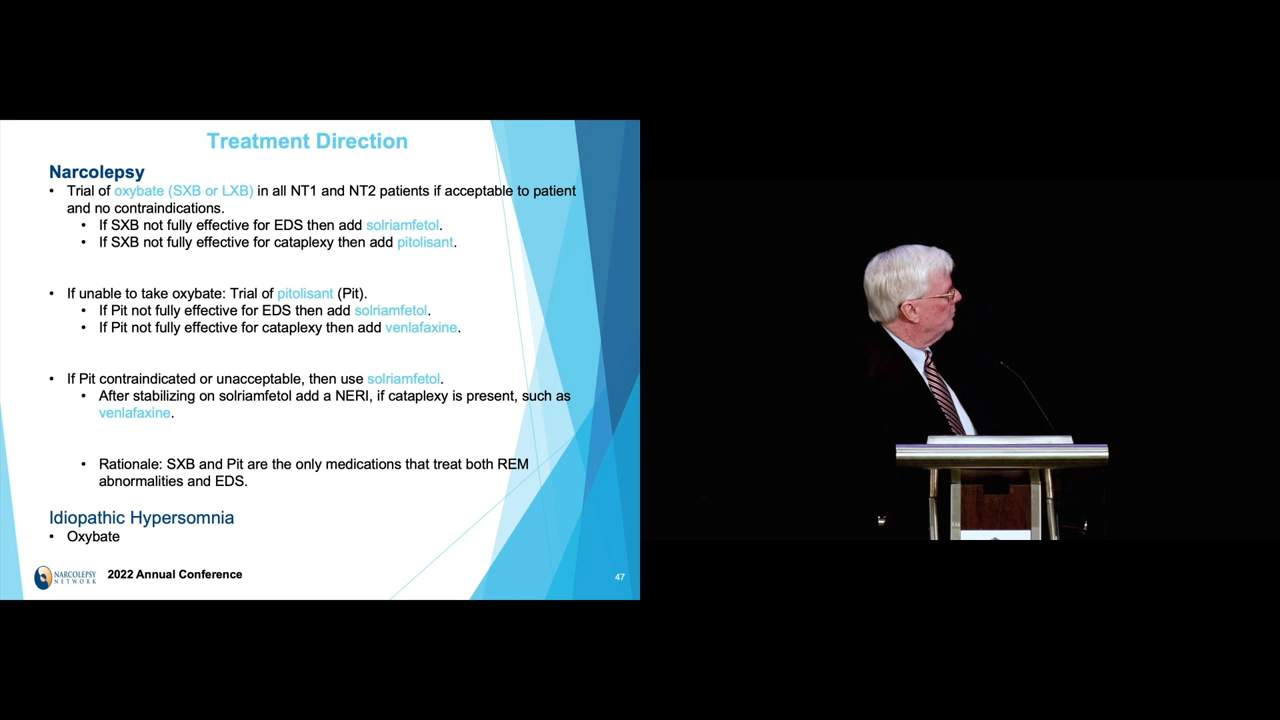 Treatment Direction
Narcolepsy
• Trial of oxybate (SXB or LXB) in all NT1 and NT2 patients if acceptable to patient
and no contraindications.
• If SXB not fully effective for EDS then add solriamfetol.
• If SXB not fully effective for cataplexy then add pitolisant.
• If unable to take oxybate: Trial of pitolisant (Pit).
• If Pit not fully effective for EDS then add solriamfetol.
• If Pit not fully effective for cataplexy then add venlafaxine.
• If Pit contraindicated or unacceptable, then use solriamfetol.
• After stabilizing on solriamfetol add a NERI, if cataplexy is present, such as
venlafaxine.
• Rationale: SXB and Pit are the only medications that treat both REM
abnormalities and EDS.
Idiopathic Hypersomnia
• Oxybate
NARCOLEPSY
NETWORK
2022 Annual Conference
47